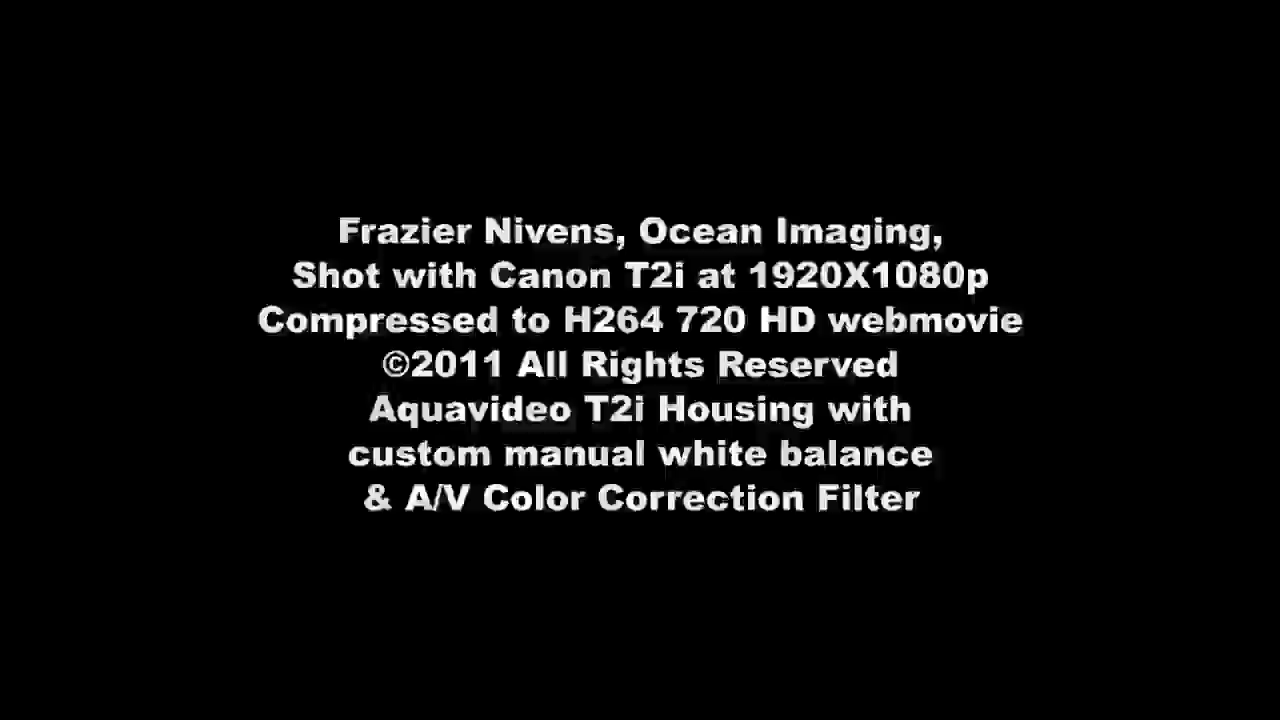 Frazier Nivens, Ocean Imaging,
Shot with Canon T2i at 1920X1080p
Compressed to H264 720 HD webmovie
©2011 All Rights Reserved
Aquavideo T2i Housing with
custom manual white balance
& A/V Color Correction Filter